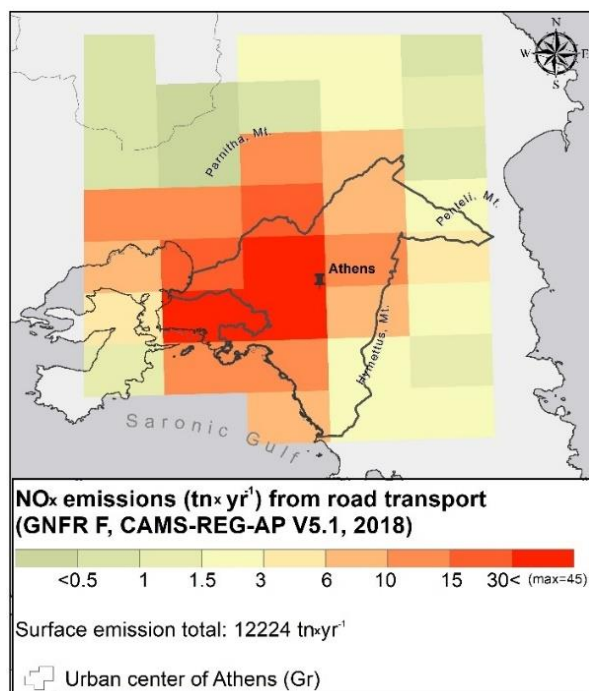 N
W E
S
Parnitha, Mt.
Penteli, Mt.
Athens
Hymettus, Mt.
Saronic Gulf
NOx emissions (tn× yr⁻¹) from road transport
(GNFR F, CAMS-REG-AP V5.1, 2018)
<0.5 1 1.5 3 6 10 15 30< (max=45)
Surface emission total: 12224 tn×yr⁻¹
Urban center of Athens (Gr)